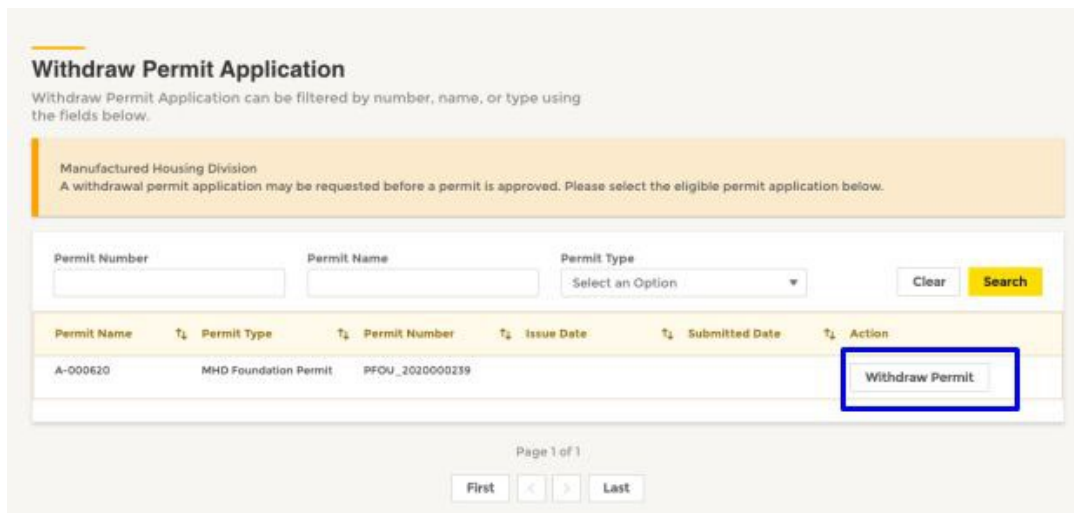 Withdraw Permit Application
Withdraw Permit Application can be filtered by number, name, or type using
the fields below.
Manufactured Housing Division
A withdrawal permit application may be requested before a permit is approved. Please select the eligible permit application below.
Permit Number Permit Name Permit Type
Select an Option Clear Search
Permit Name Permit Type Permit Number Issue Date Submitted Date Action
A-000620 MHD Foundation Permit PFOU_2020000239 Withdraw Permit
Page 1 of 1
First < > Last